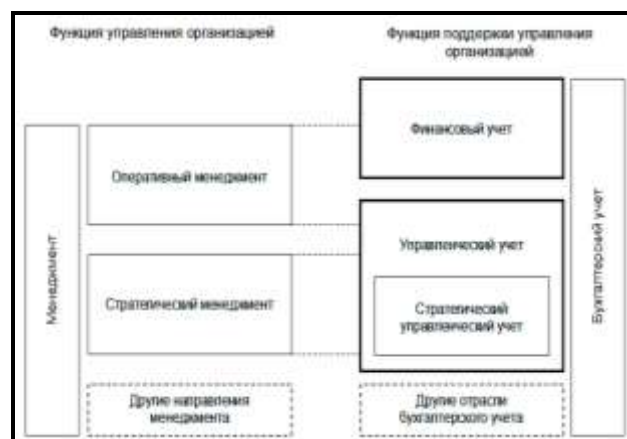 Функция управления организацией
Функция поддержки управления
организацией
Менеджмент
Оперативный менеджмент
Стратегический менеджмент
Другие направления
менеджмента
Финансовый учет
Управленческий учет
Стратегический
управленческий учет
Другие отрасли
бухгалтерского учета
Бухгалтерский учет